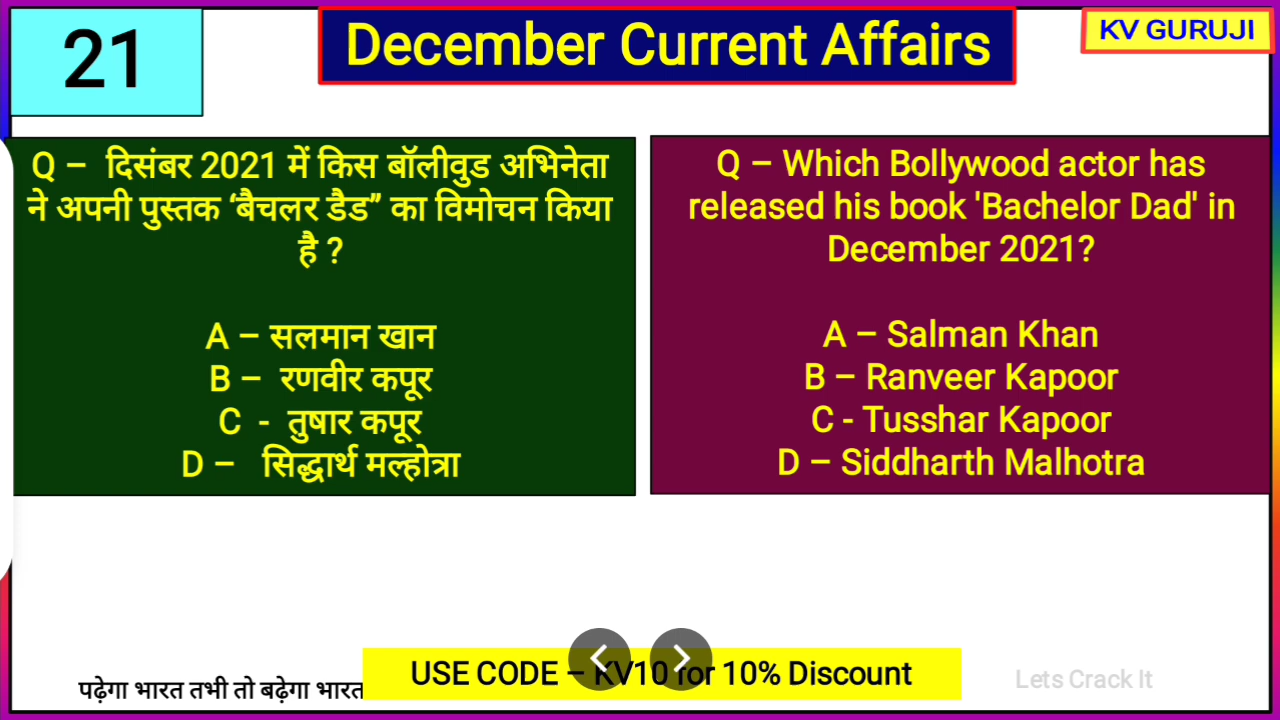 21
December Current Affairs
KV GURUJI
Q – दिसंबर 2021 में किस बॉलीवुड अभिनेता
ने अपनी पुस्तक ‘बैचलर डैड” का विमोचन किया
है ?
A – सलमान खान
B – रणवीर कपूर
C - तुषार कपूर
D – सिद्धार्थ मल्होत्रा
Q – Which Bollywood actor has
released his book 'Bachelor Dad' in
December 2021?
A – Salman Khan
B – Ranveer Kapoor
C - Tusshar Kapoor
D – Siddharth Malhotra
पढ़ेगा भारत तभी तो बढ़ेगा भारत
USE CODE – KV10 for 10% Discount
Lets Crack It